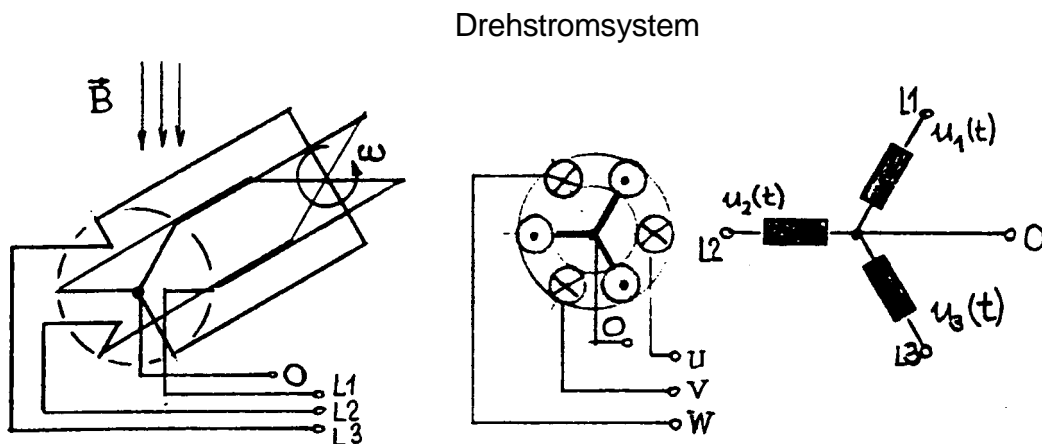 Drehstromsystem
B
ω
O
L1
L2
L3
O
U
V
W
L1
u₁(t)
u₂(t)
L2
O
u₃(t)
L3